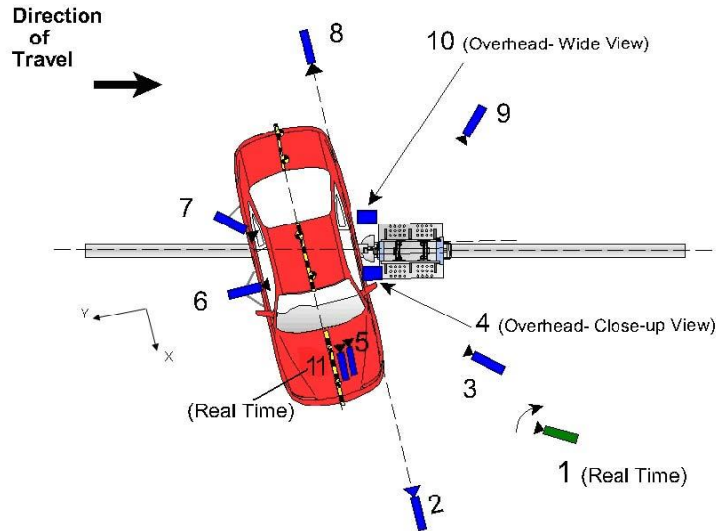 Direction
of
Travel
8
10 (Overhead- Wide View)
9
7
6
Y
X
4 (Overhead- Close-up View)
5
11
3
(Real Time)
1 (Real Time)
2